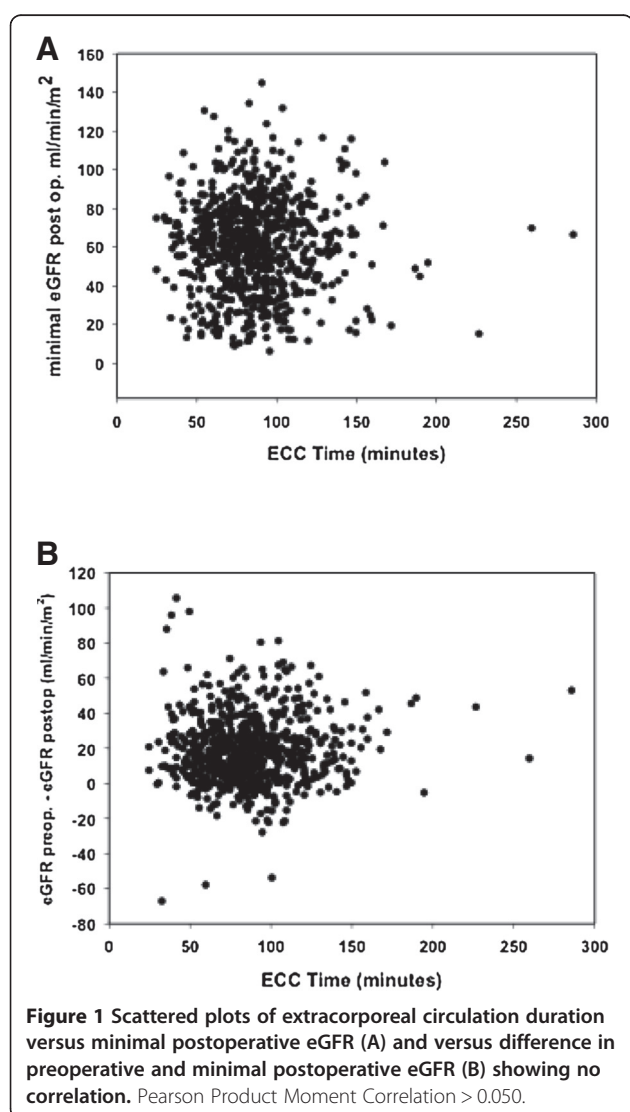 A
160
140
120
100
80
60
40
20
0
minimal eGFR post op. ml/min/m²
0 50 100 150 200 250 300
ECC Time (minutes)
B
120
100
80
60
40
20
0
-20
-40
-60
-80
eGFR preop. - eGFR postop (ml/min/m²)
0 50 100 150 200 250 300
ECC Time (minutes)
Figure 1 Scattered plots of extracorporeal circulation duration
versus minimal postoperative eGFR (A) and versus difference in
preoperative and minimal postoperative eGFR (B) showing no
correlation. Pearson Product Moment Correlation > 0.050.